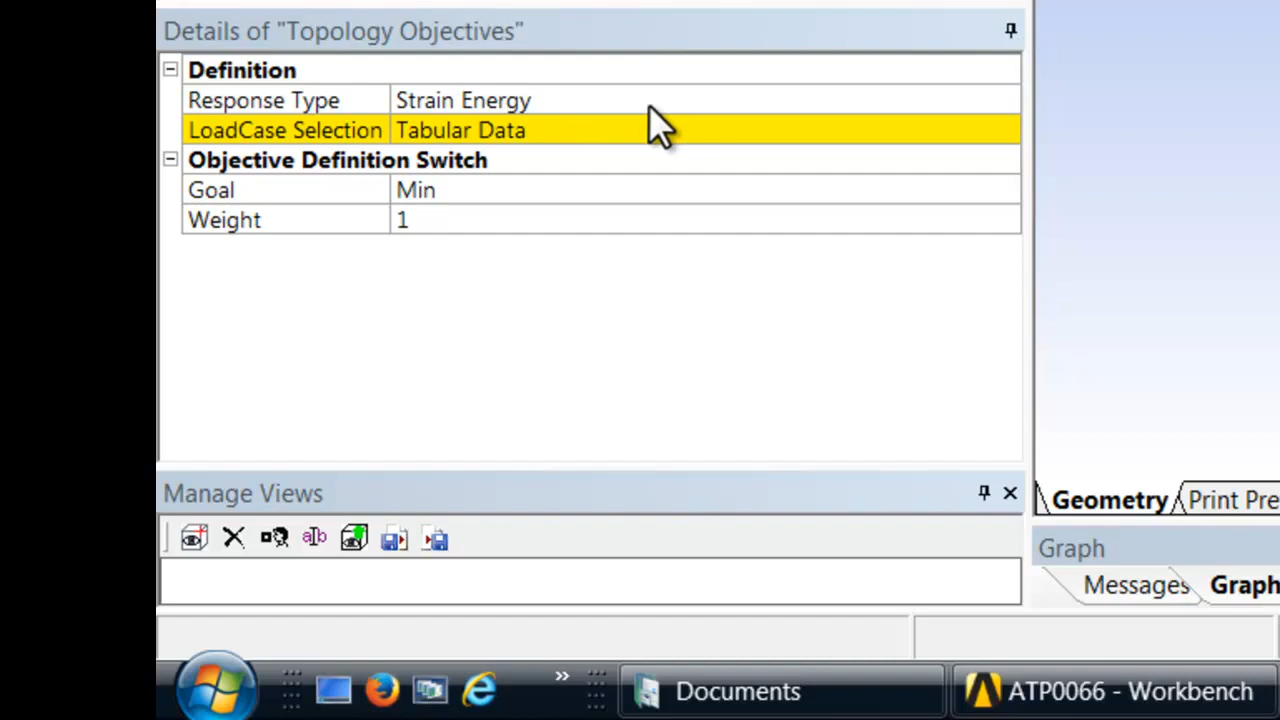 Details of "Topology Objectives"
Definition
Response Type Strain Energy
LoadCase Selection Tabular Data
Objective Definition Switch
Goal Min
Weight 1
Manage Views
a|b
Geometry Print Pre
Graph
Messages Graph
» Documents ATP0066 - Workbench